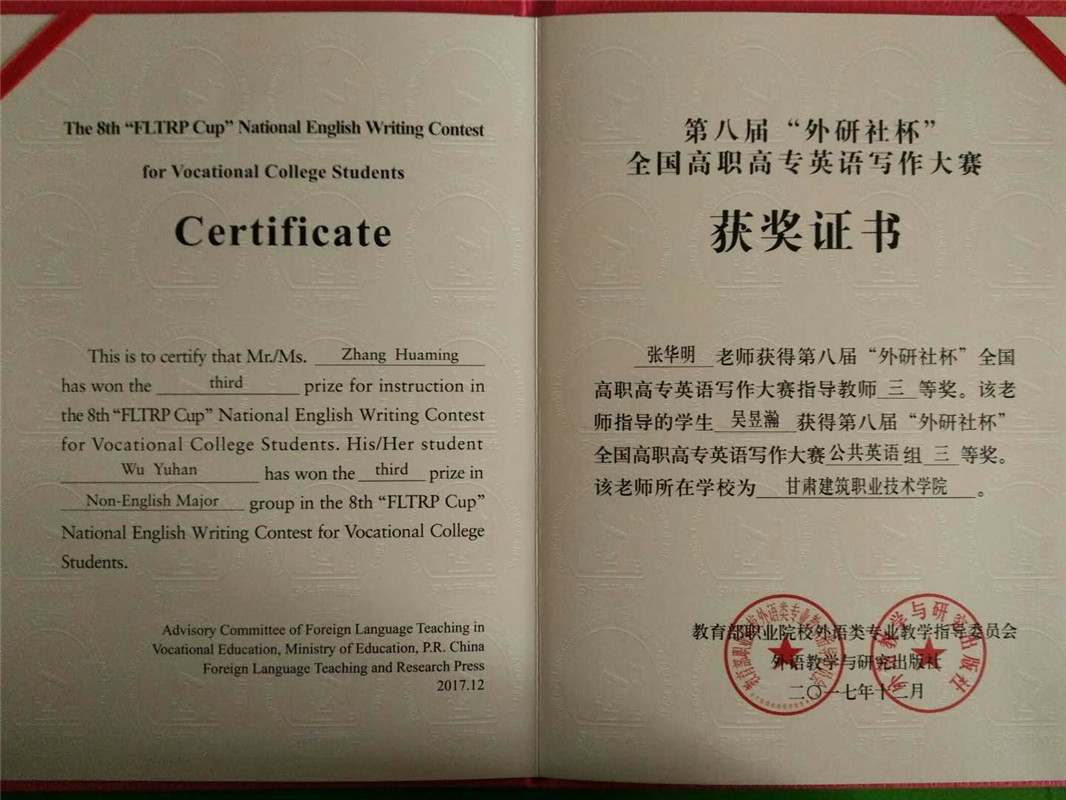 The 8th “FLTRP Cup” National English Writing Contest
for Vocational College Students
Certificate
This is to certify that Mr./Ms. Zhang Huaming
has won the third prize for instruction in
the 8th “FLTRP Cup” National English Writing Contest
for Vocational College Students. His/Her student
Wu Yuhan has won the third prize in
Non-English Major group in the 8th “FLTRP Cup”
National English Writing Contest for Vocational College
Students.
Advisory Committee of Foreign Language Teaching in
Vocational Education, Ministry of Education, P.R. China
Foreign Language Teaching and Research Press
2017.12
第八届“外研社杯”
全国高职高专英语写作大赛
获奖证书
张华明 老师获得第八届“外研社杯”全国
高职高专英语写作大赛指导教师 三 等奖。该老
师指导的学生 吴昱瀚 获得第八届“外研社杯”
全国高职高专英语写作大赛 公共英语 组 三 等奖。
该老师所在学校为 甘肃建筑职业技术学院 。
教育部职业院校外语类专业教学指导委员会
外语教学与研究出版社
二〇一七年十二月
外语教学与研究出版社